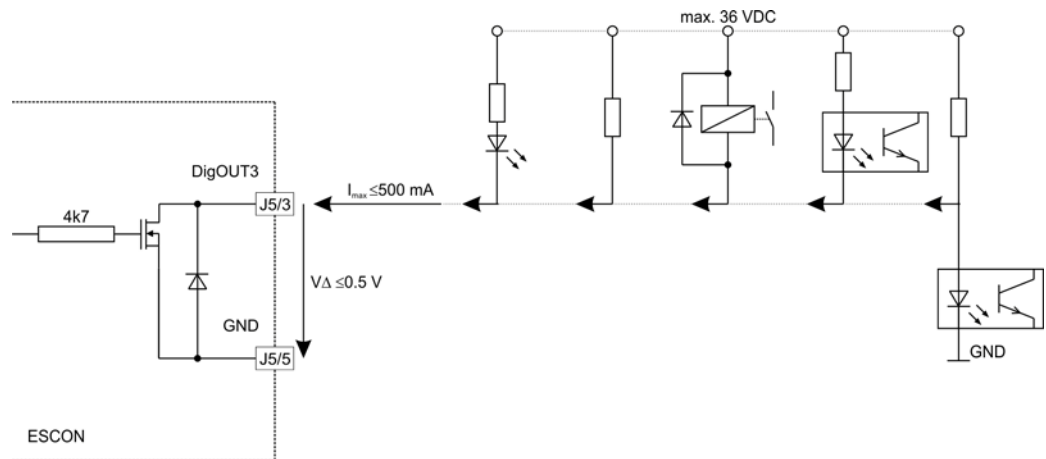 max. 36 VDC
DigOUT3
J5/3
Imax ≤500 mA
4k7
V∆ ≤0.5 V
GND
J5/5
GND
ESCON